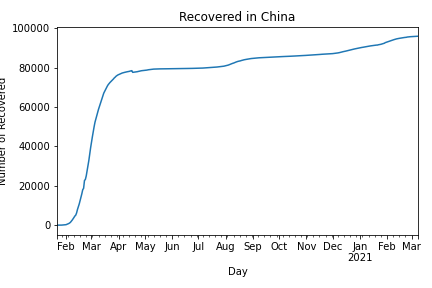 Recovered in China
100000
80000
60000
40000
20000
0
Number of Recovered
Feb Mar Apr May Jun Jul Aug Sep Oct Nov Dec Jan Feb Mar
2021
Day